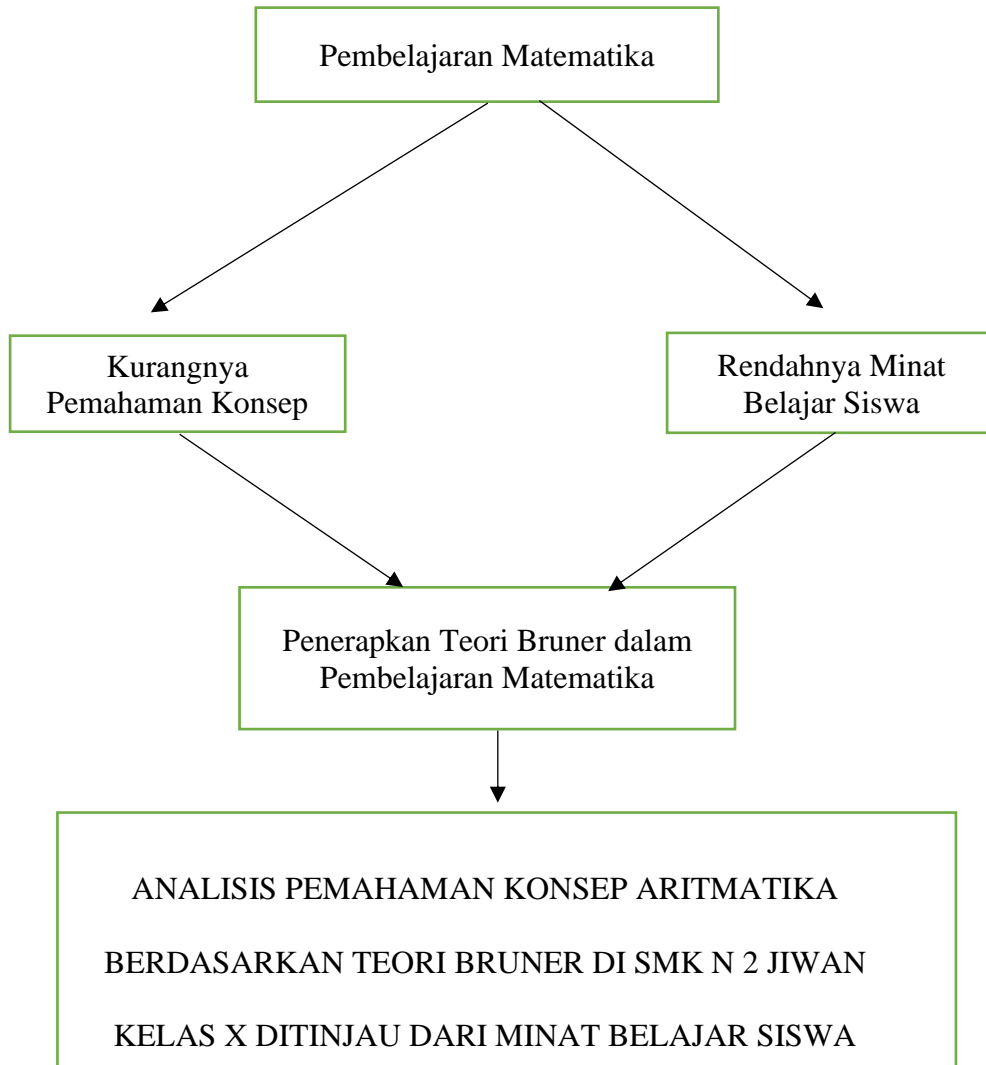 Pembelajaran Matematika
Kurangnya
Pemahaman Konsep
Rendahnya Minat
Belajar Siswa
Penerapkan Teori Bruner dalam
Pembelajaran Matematika
ANALISIS PEMAHAMAN KONSEP ARITMATIKA
BERDASARKAN TEORI BRUNER DI SMK N 2 JIWAN
KELAS X DITINJAU DARI MINAT BELAJAR SISWA